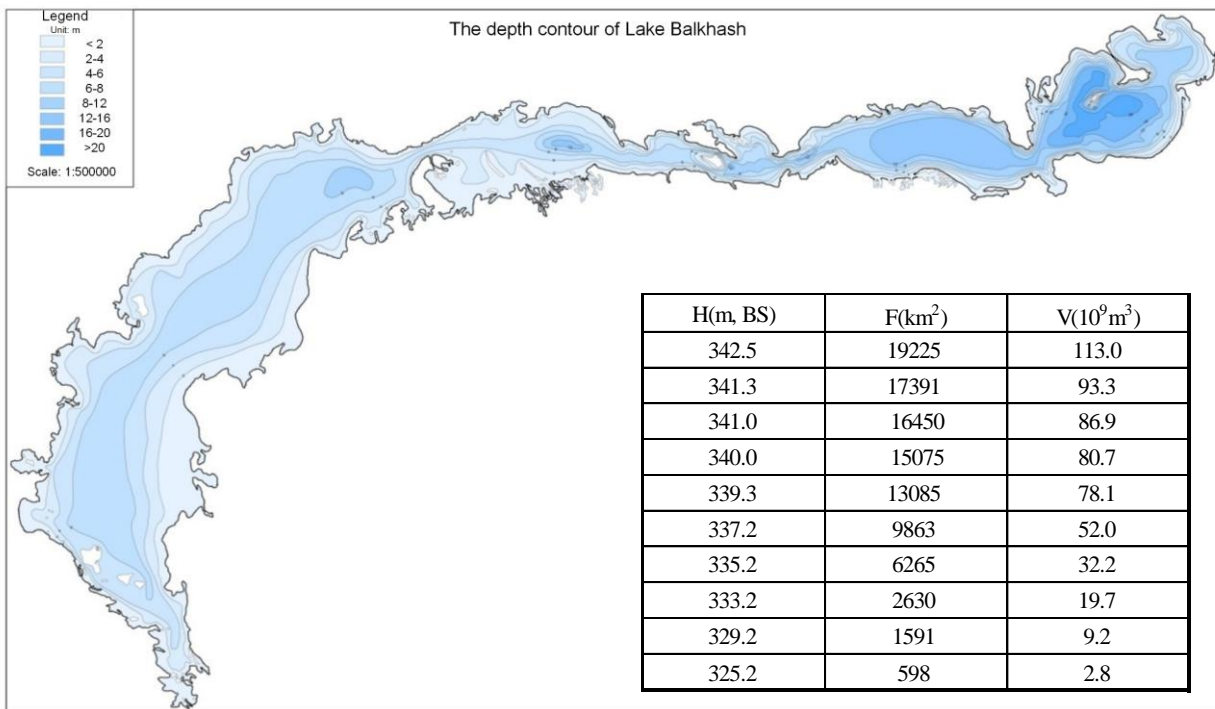 Legend
Unit: m
< 2
2-4
4-6
6-8
8-12
12-16
16-20
>20
Scale: 1:500000
The depth contour of Lake Balkhash
H(m, BS) F(km²) V(10⁹m³)
342.5 19225 113.0
341.3 17391 93.3
341.0 16450 86.9
340.0 15075 80.7
339.3 13085 78.1
337.2 9863 52.0
335.2 6265 32.2
333.2 2630 19.7
329.2 1591 9.2
325.2 598 2.8